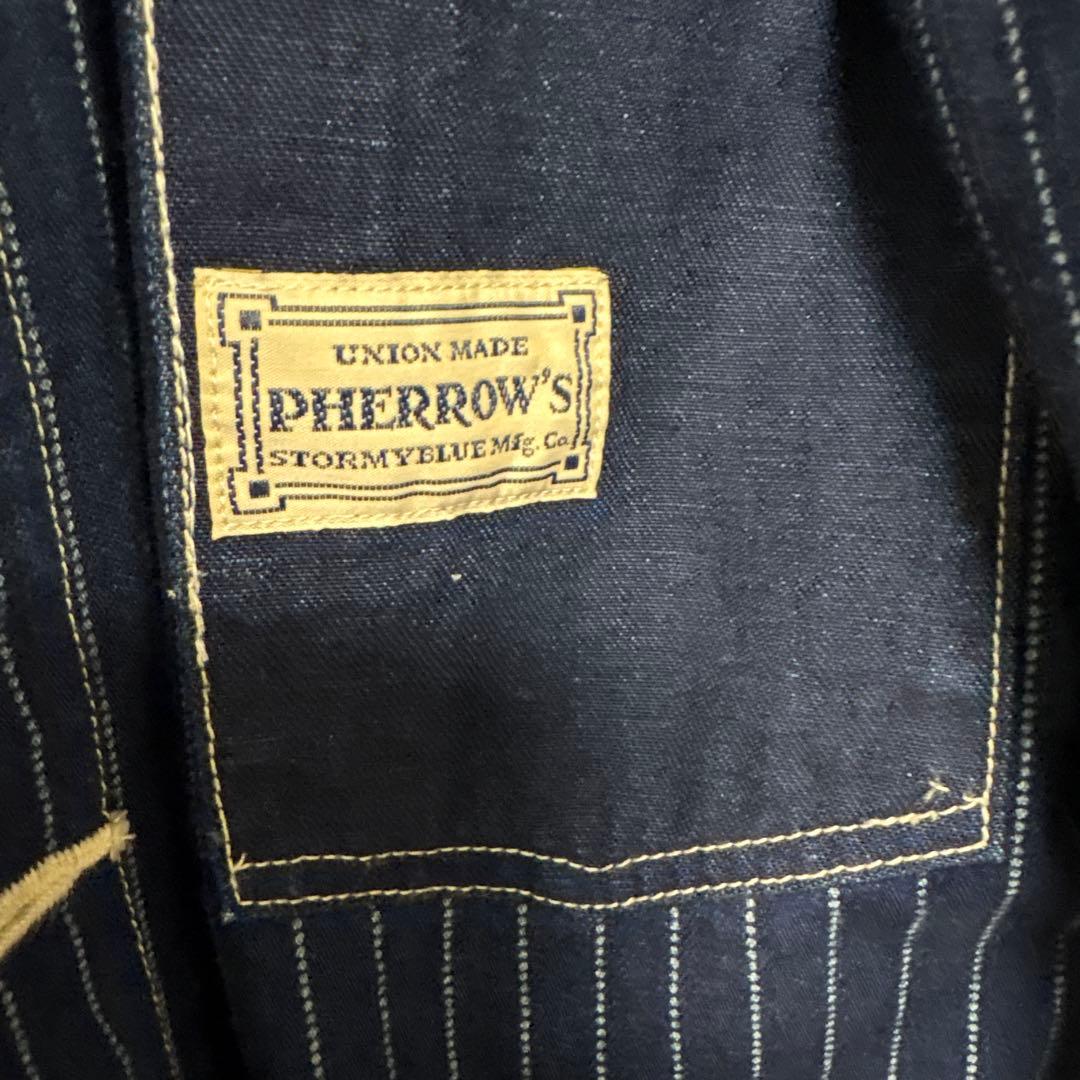 UNION MADE
PHERROW'S
STORMYBLUE Mfg. Co.